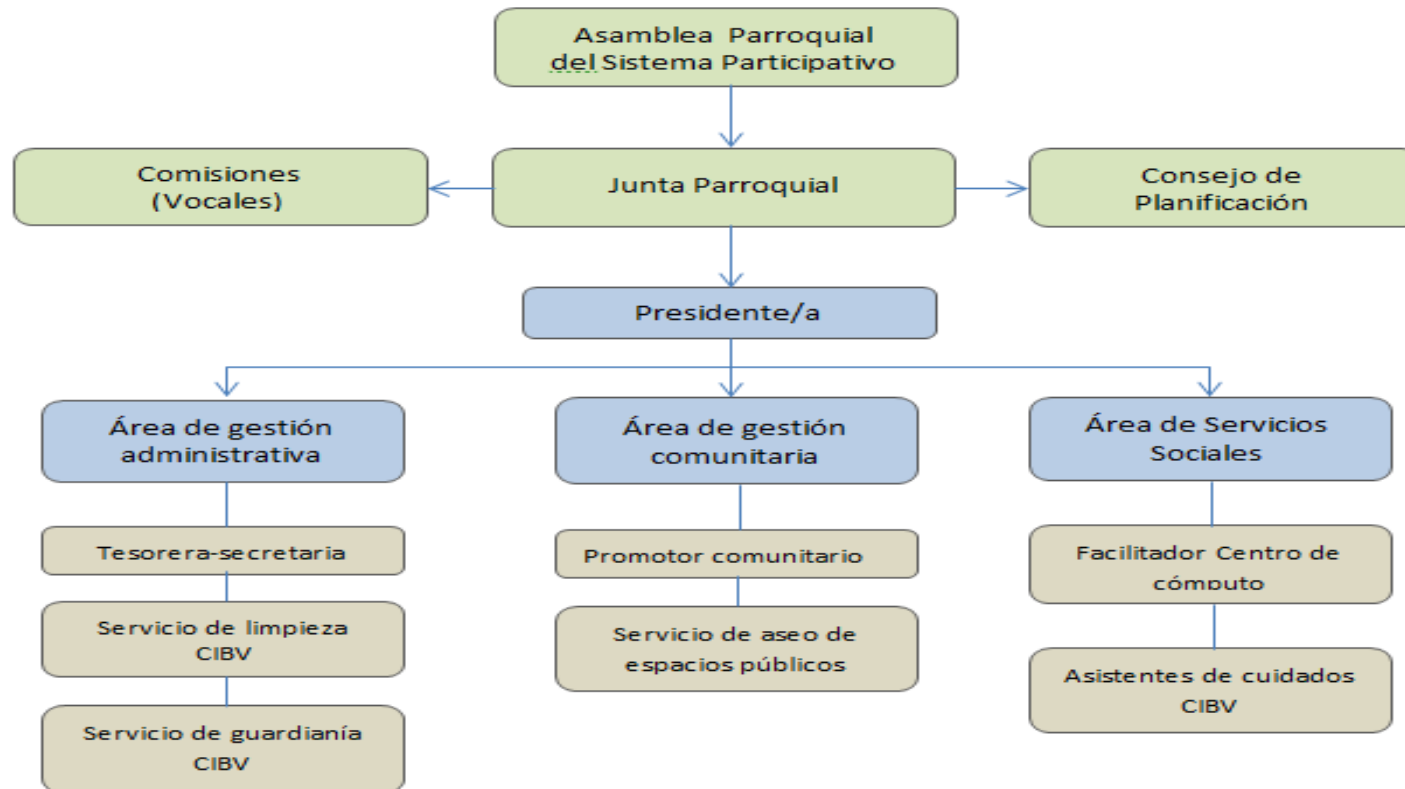 Asamblea Parroquial
del Sistema Participativo
Comisiones
(Vocales)
Junta Parroquial
Consejo de
Planificación
Presidente/a
Área de gestión
administrativa
Área de gestión
comunitaria
Área de Servicios
Sociales
Tesorera-secretaria
Promotor comunitario
Facilitador Centro de
cómputo
Servicio de limpieza
CIBV
Servicio de aseo de
espacios públicos
Asistentes de cuidados
CIBV
Servicio de guardianía
CIBV